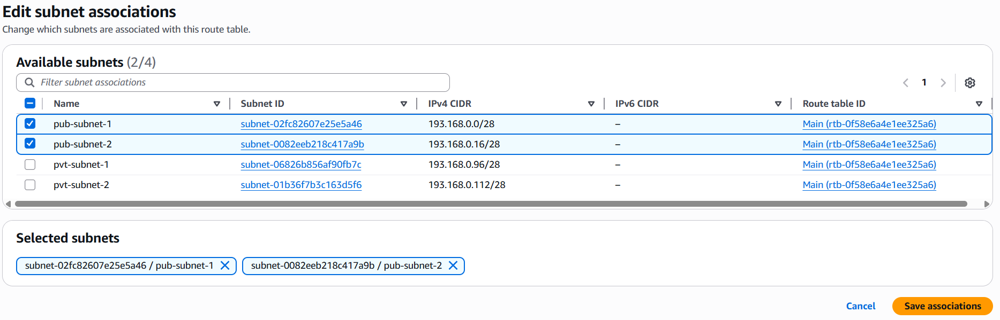 Edit subnet associations
Change which subnets are associated with this route table.
Available subnets (2/4)
Filter subnet associations
1
Name Subnet ID IPv4 CIDR IPv6 CIDR Route table ID
pub-subnet-1 subnet-02fc82607e25e5a46 193.168.0.0/28 – Main (rtb-0f58e6a4e1ee325a6)
pub-subnet-2 subnet-0082eeb218c417a9b 193.168.0.16/28 – Main (rtb-0f58e6a4e1ee325a6)
pvt-subnet-1 subnet-06826b856af90fb7c 193.168.0.96/28 – Main (rtb-0f58e6a4e1ee325a6)
pvt-subnet-2 subnet-01b36f7b3c163d5f6 193.168.0.112/28 – Main (rtb-0f58e6a4e1ee325a6)
Selected subnets
subnet-02fc82607e25e5a46 / pub-subnet-1 subnet-0082eeb218c417a9b / pub-subnet-2
Cancel Save associations